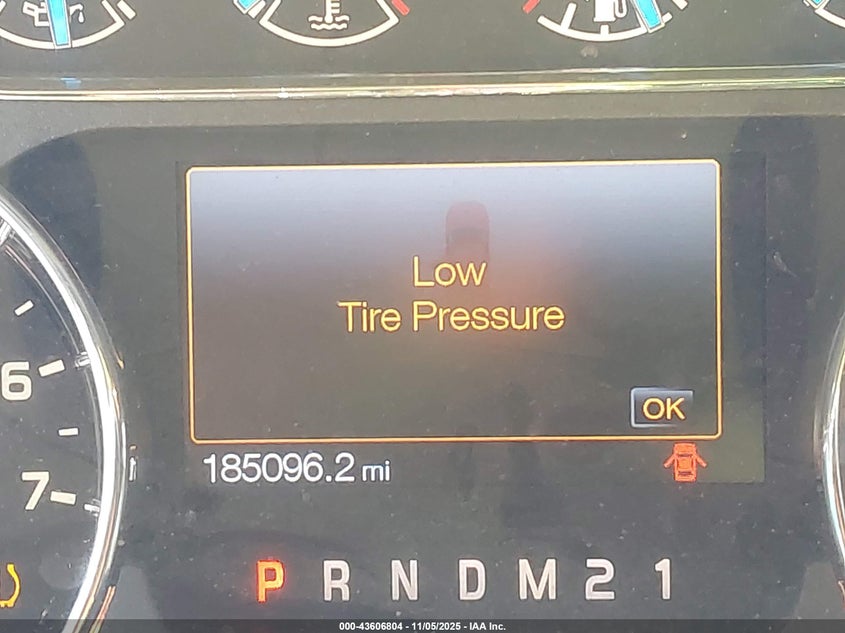 Low
Tire Pressure
OK
6
185096.2 mi
7
P R N D M 2 1
000-43606804 - 11/05/2025 - IAA Inc.